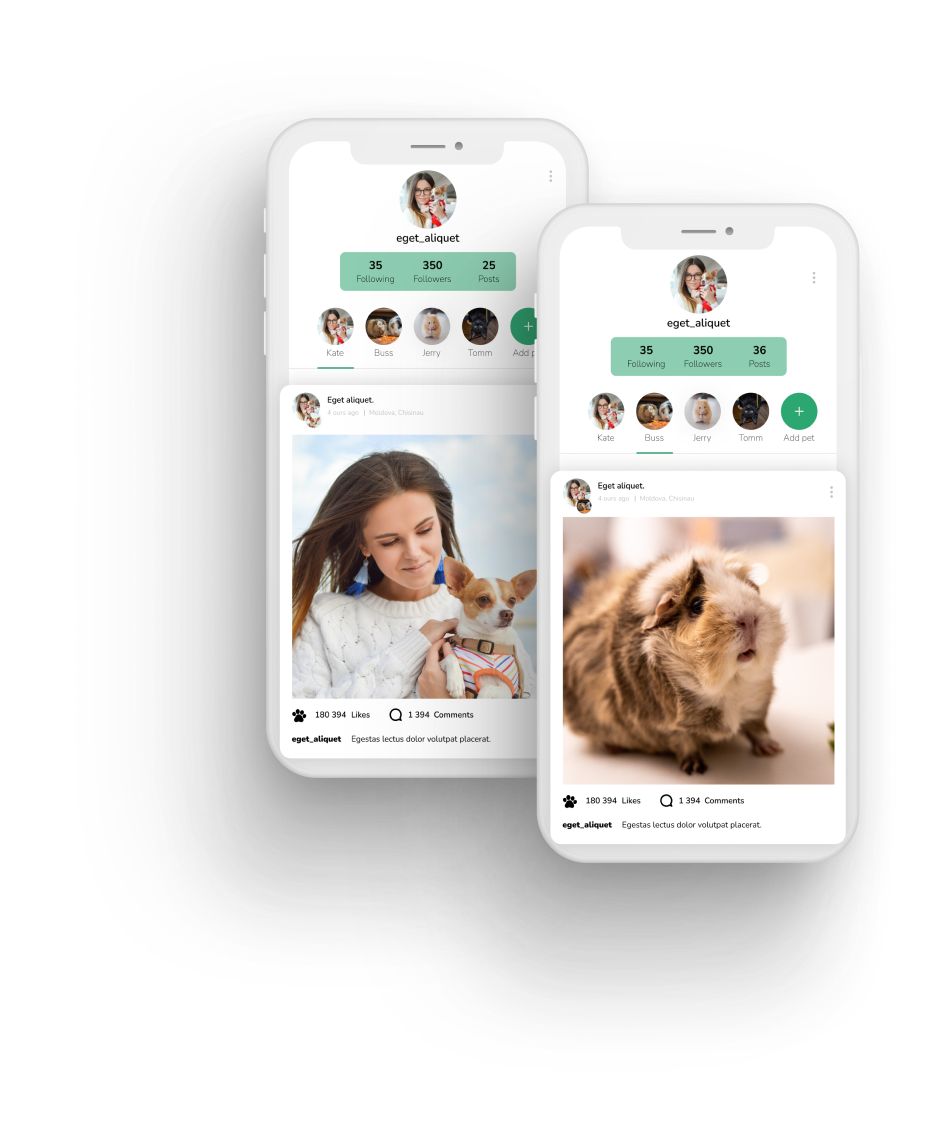 eget_aliquet
35 350 25
Following Followers Posts
Kate Buss Jerry Tomm Add p
Eget aliquet.
4 ours ago | Moldova, Chisnau
180 394 Likes 1 394 Comments
eget_aliquet Egestas lectus dolor volutpat placerat.
eget_aliquet
35 350 36
Following Followers Posts
Kate Buss Jerry Tomm Add pet
Eget aliquet.
4 ours ago | Moldova, Chisnau
180 394 Likes 1 394 Comments
eget_aliquet Egestas lectus dolor volutpat placerat.